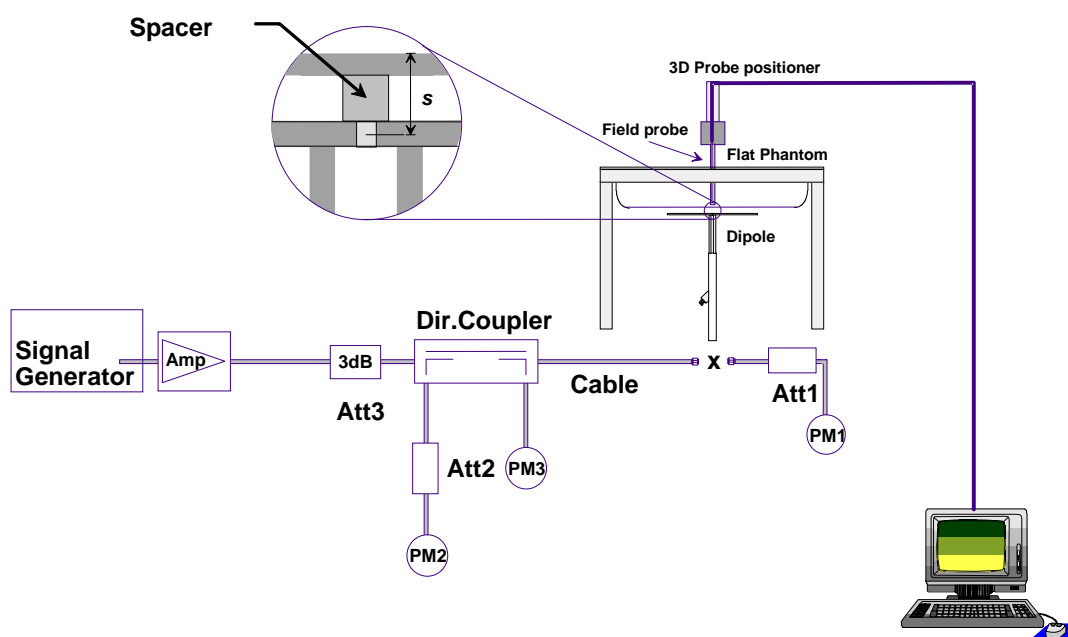 Spacer
s
3D Probe positioner
Field probe
Flat Phantom
Dipole
Signal
Generator
Amp
3dB
Att3
Dir.Coupler
Cable
x
Att1
PM1
Att2
PM3
PM2